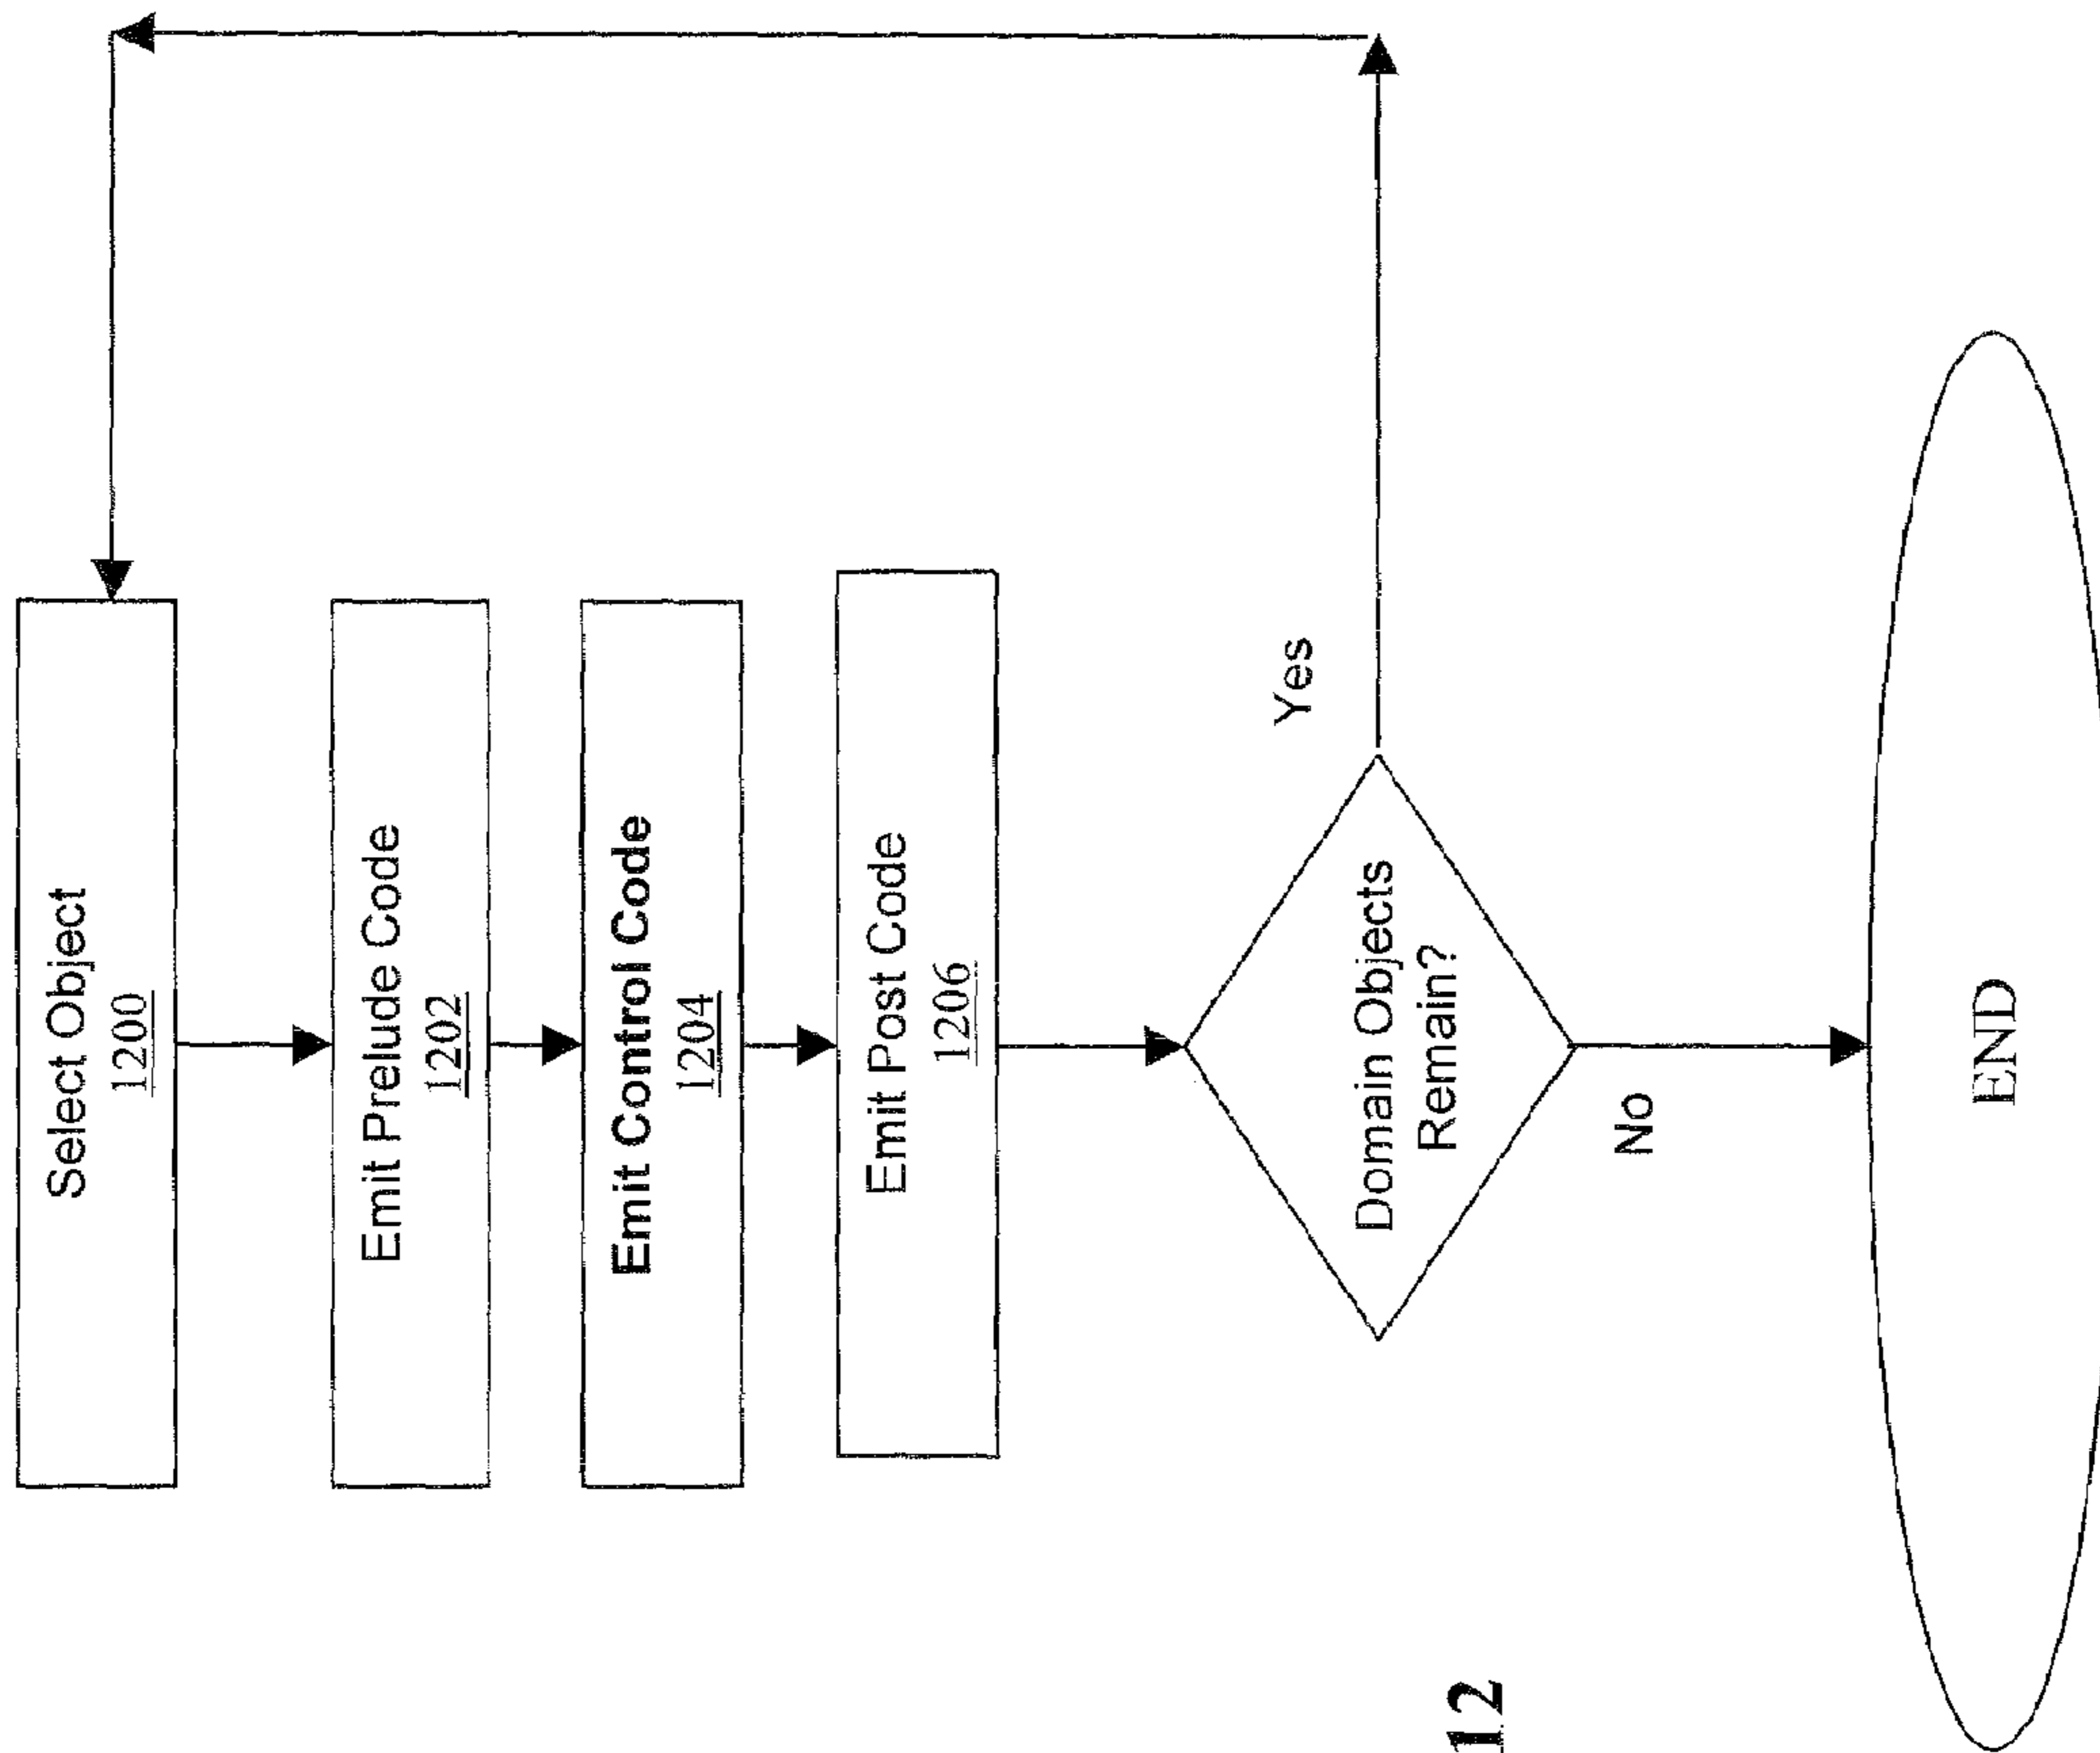 Select Object
1200
Emit Prelude Code
1202
Emit Control Code
1204
Emit Post Code
1206
Domain Objects
Remain?
Yes
No
END
12